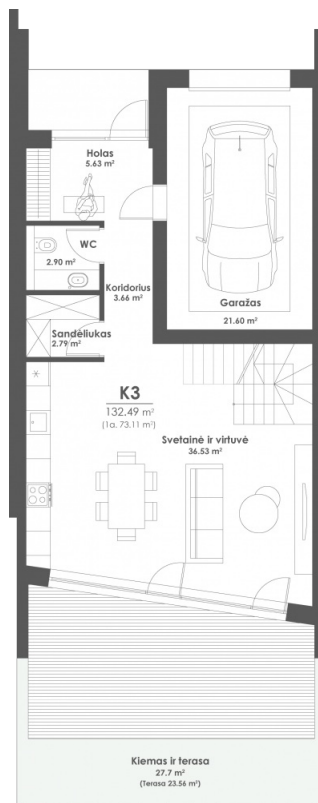 Holas
5.63 m²
WC
2.90 m²
Koridorius
3.66 m²
Garažas
21.60 m²
Sandėliukas
2.79 m²
K3
132.49 m²
(1a. 73.11 m²)
Svetainė ir virtuvė
36.53 m²
Kiemas ir terasa
27.7 m²
(Terasa 23.56 m²)